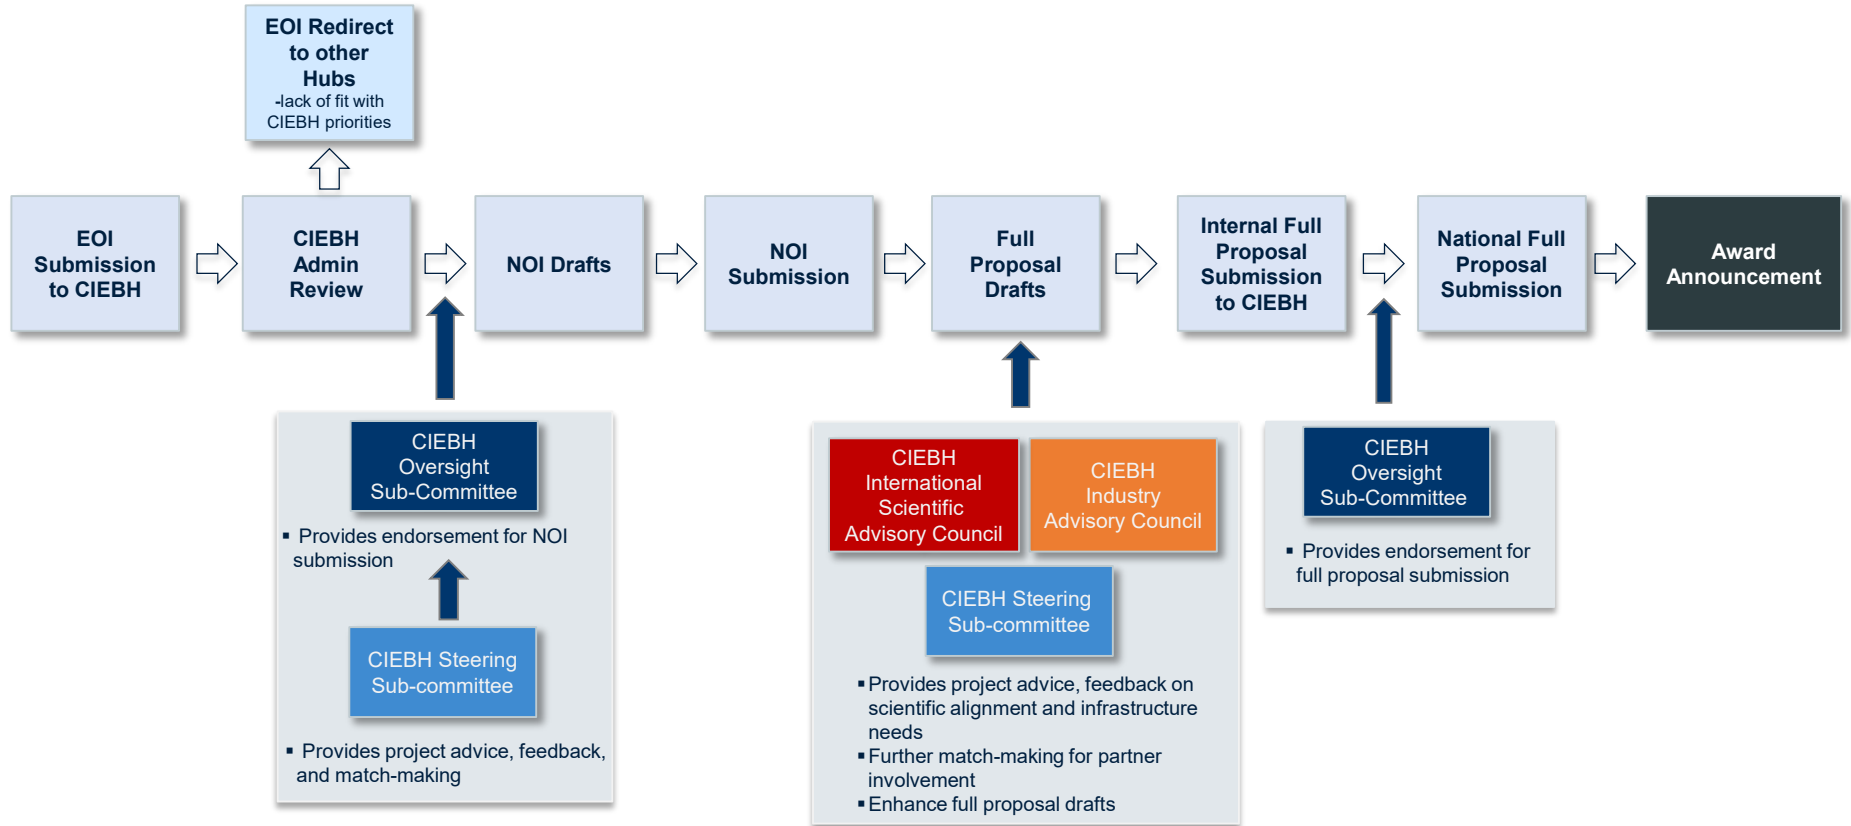 EOI Redirect
to other
Hubs
-lack of fit with
CIEBH priorities
EOI
Submission
to CIEBH
CIEBH
Admin
Review
NOI Drafts
NOI
Submission
Full
Proposal
Drafts
Internal Full
Proposal
Submission
to CIEBH
National Full
Proposal
Submission
Award
Announcement
CIEBH
Oversight
Sub-Committee
▪ Provides endorsement for NOI
submission
CIEBH Steering
Sub-committee
▪ Provides project advice, feedback,
and match-making
CIEBH
International
Scientific
Advisory Council
CIEBH
Industry
Advisory Council
CIEBH Steering
Sub-committee
▪ Provides project advice, feedback on
scientific alignment and infrastructure
needs
▪ Further match-making for partner
involvement
▪ Enhance full proposal drafts
CIEBH
Oversight
Sub-Committee
▪ Provides endorsement for
full proposal submission